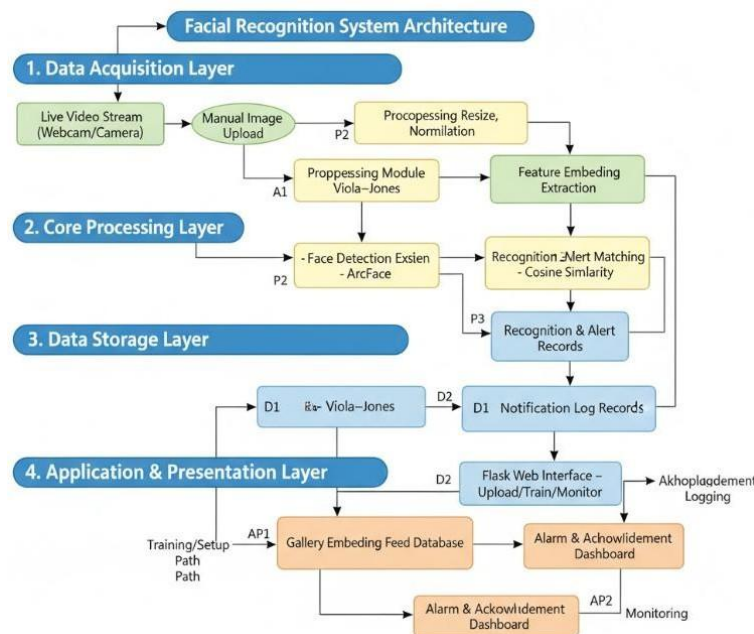 Facial Recognition System Architecture
1. Data Acquisition Layer
Live Video Stream
(Webcam/Camera)
Manual Image
Upload
P2
Procopessing Resize,
Normilation
A1
Proppessing Module
Viola–Jones
Feature Embeding
Extraction
2. Core Processing Layer
P2
- Face Detection Exsien
- ArcFace
Recognition Alert Matching
- Cosine Simlarity
P3
Recognition & Alert
Records
3. Data Storage Layer
D1
Viola–Jones
D2
D1 Notification Log Records
4. Application & Presentation Layer
D2
Flask Web Interface –
Upload/Train/Monitor
Logging
Training/Setup
Path
Path
AP1
Gallery Embeding Feed Database
Alarm & Acknowlidement
Dashboard
Alarm & Ackowlidement
Dashboard
AP2
Monitoring